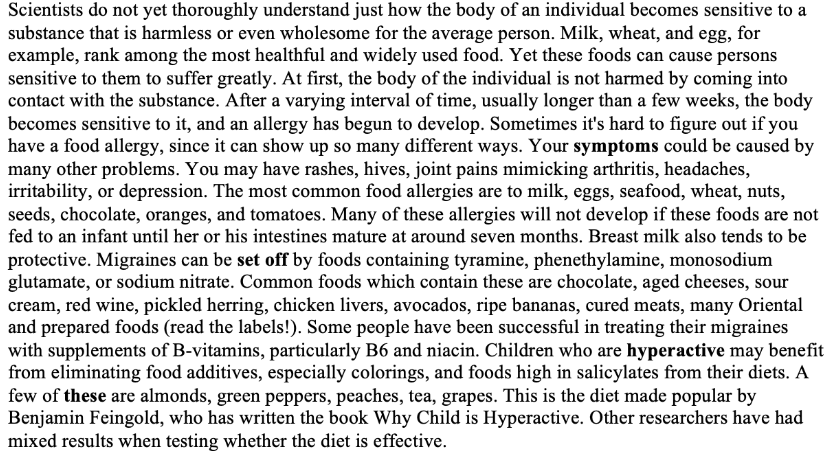 Scientists do not yet thoroughly understand just how the body of an individual becomes sensitive to a
substance that is harmless or even wholesome for the average person. Milk, wheat, and egg, for
example, rank among the most healthful and widely used food. Yet these foods can cause persons
sensitive to them to suffer greatly. At first, the body of the individual is not harmed by coming into
contact with the substance. After a varying interval of time, usually longer than a few weeks, the body
becomes sensitive to it, and an allergy has begun to develop. Sometimes it's hard to figure out if you
have a food allergy, since it can show up so many different ways. Your symptoms could be caused by
many other problems. You may have rashes, hives, joint pains mimicking arthritis, headaches,
irritability, or depression. The most common food allergies are to milk, eggs, seafood, wheat, nuts,
seeds, chocolate, oranges, and tomatoes. Many of these allergies will not develop if these foods are not
fed to an infant until her or his intestines mature at around seven months. Breast milk also tends to be
protective. Migraines can be set off by foods containing tyramine, phenethylamine, monosodium
glutamate, or sodium nitrate. Common foods which contain these are chocolate, aged cheeses, sour
cream, red wine, pickled herring, chicken livers, avocados, ripe bananas, cured meats, many Oriental
and prepared foods (read the labels!). Some people have been successful in treating their migraines
with supplements of B-vitamins, particularly B6 and niacin. Children who are hyperactive may benefit
from eliminating food additives, especially colorings, and foods high in salicylates from their diets. A
few of these are almonds, green peppers, peaches, tea, grapes. This is the diet made popular by
Benjamin Feingold, who has written the book Why Child is Hyperactive. Other researchers have had
mixed results when testing whether the diet is effective.